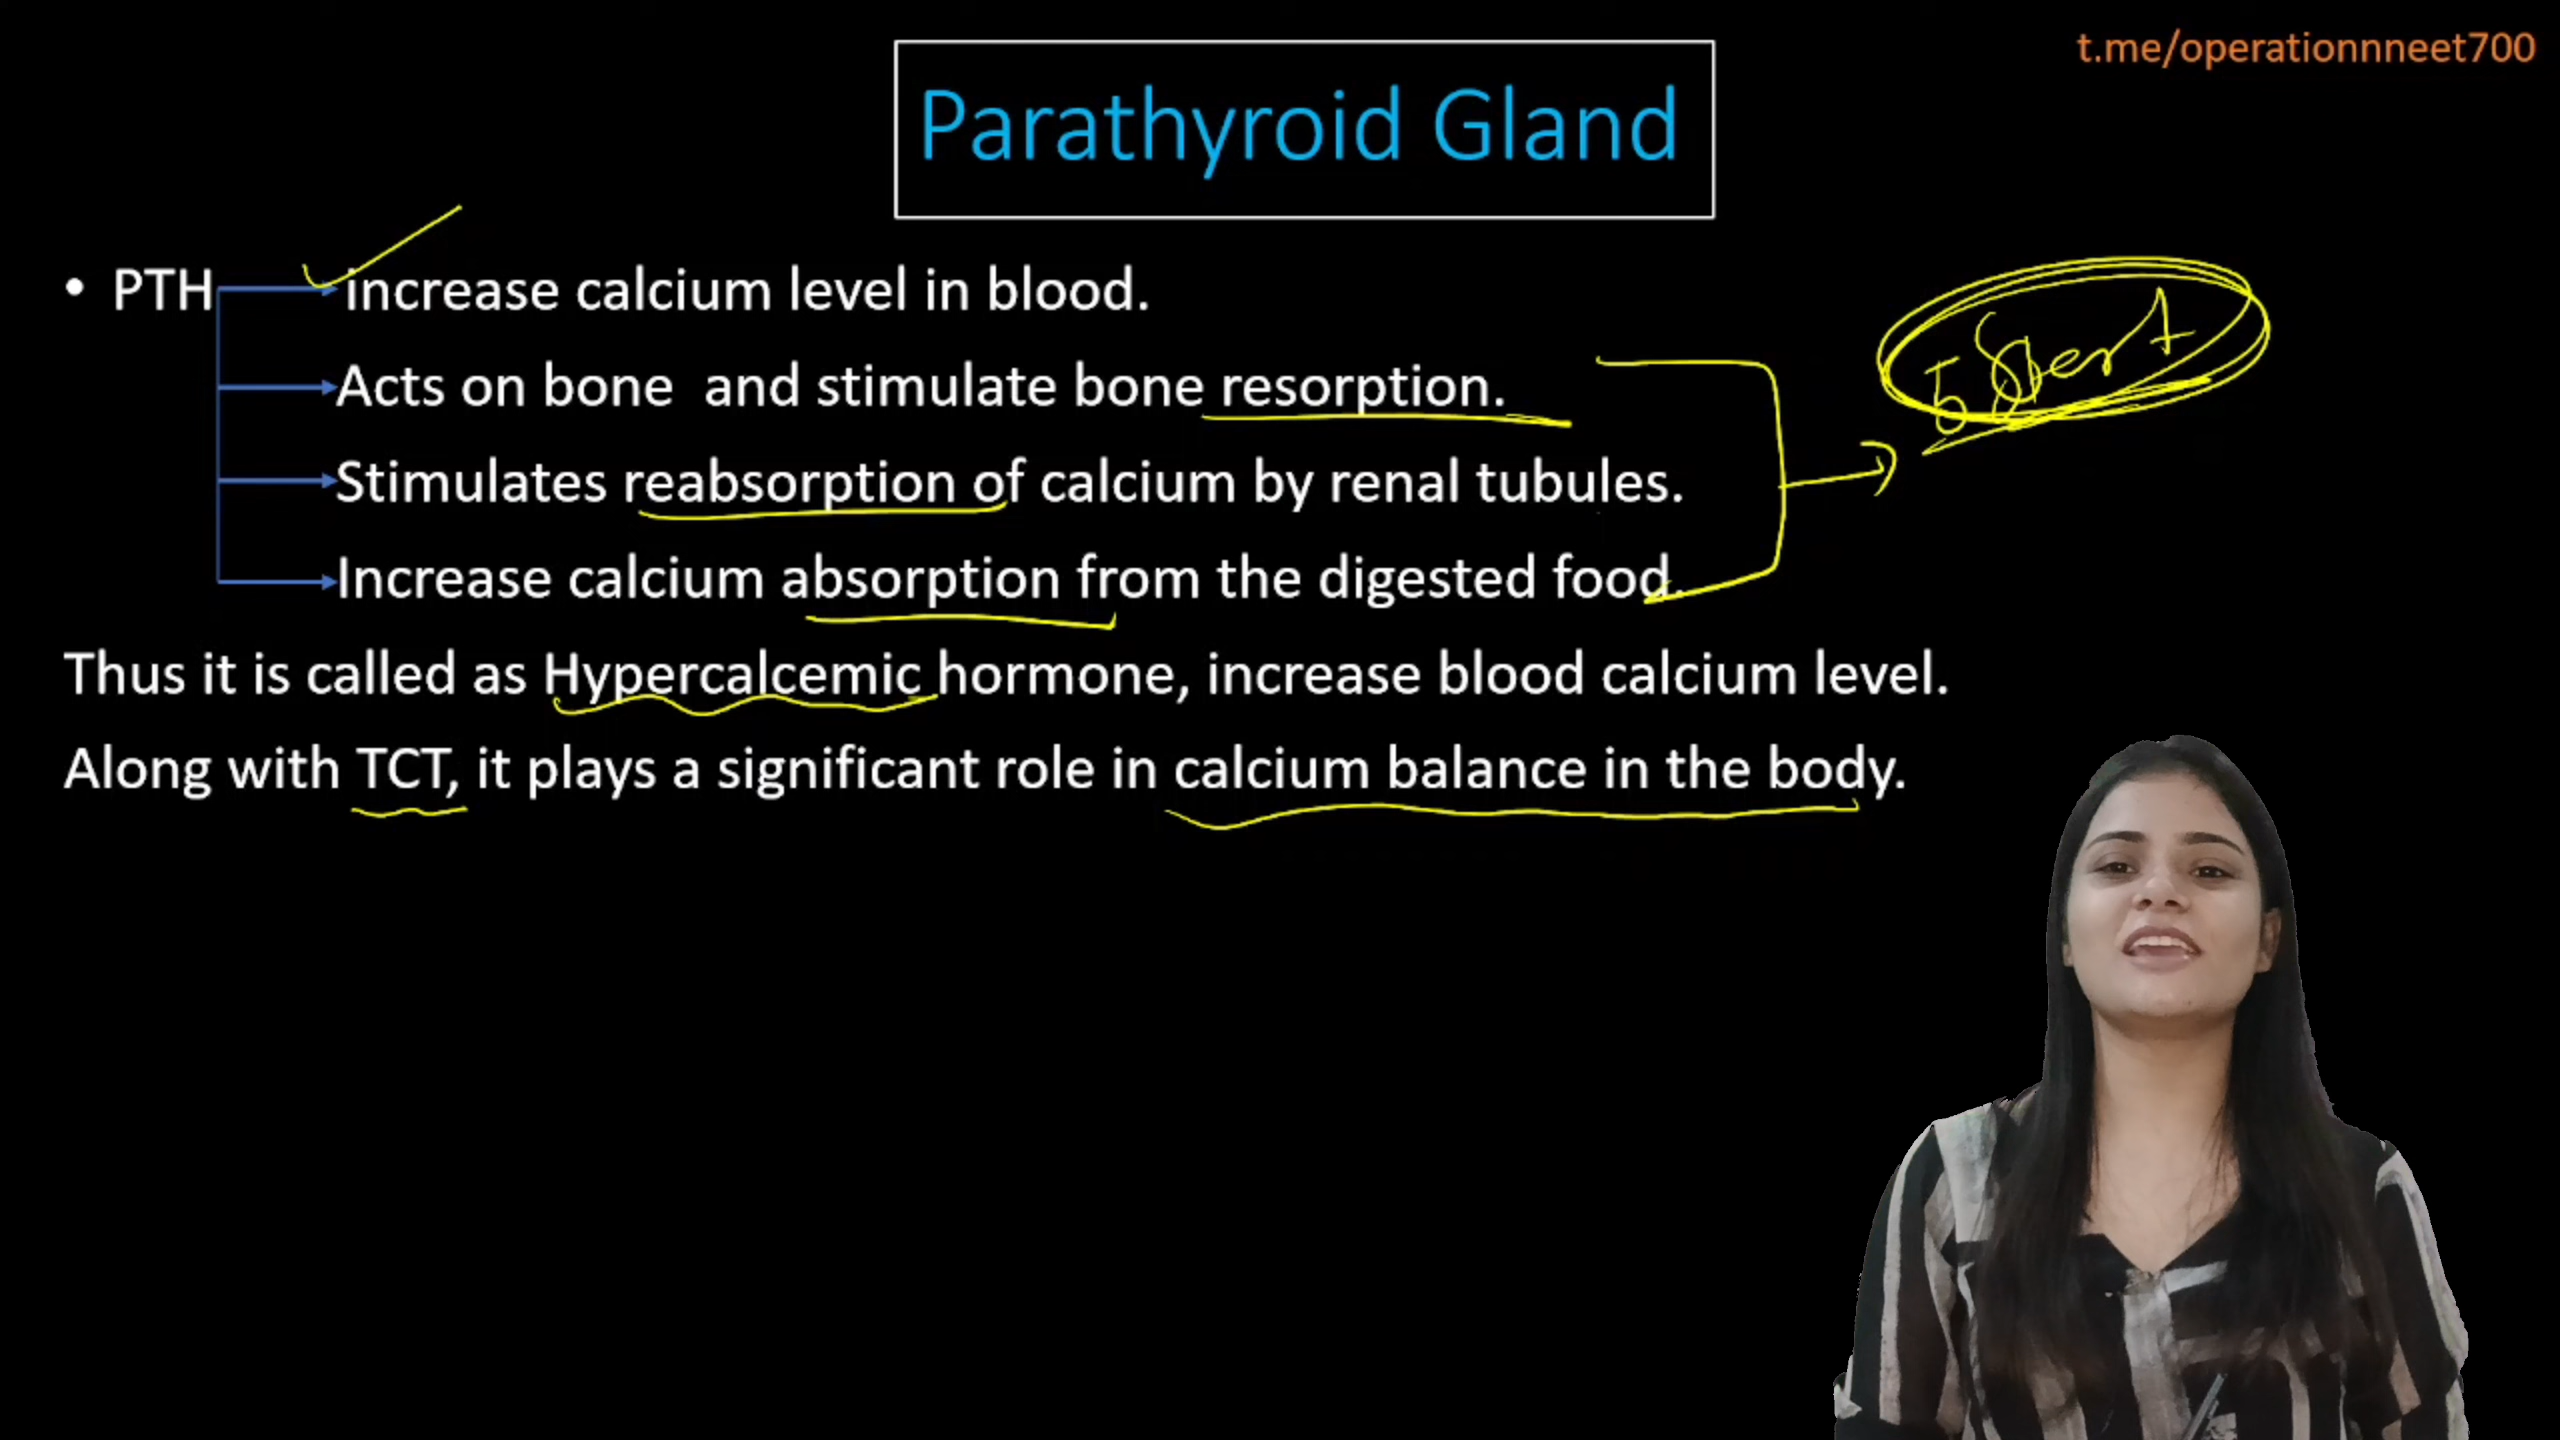 t.me/operationnneet700
Parathyroid Gland
• PTH increase calcium level in blood.
Acts on bone and stimulate bone resorption.
Stimulates reabsorption of calcium by renal tubules.
Increase calcium absorption from the digested food.
Thus it is called as Hypercalcemic hormone, increase blood calcium level.
Along with TCT, it plays a significant role in calcium balance in the body.